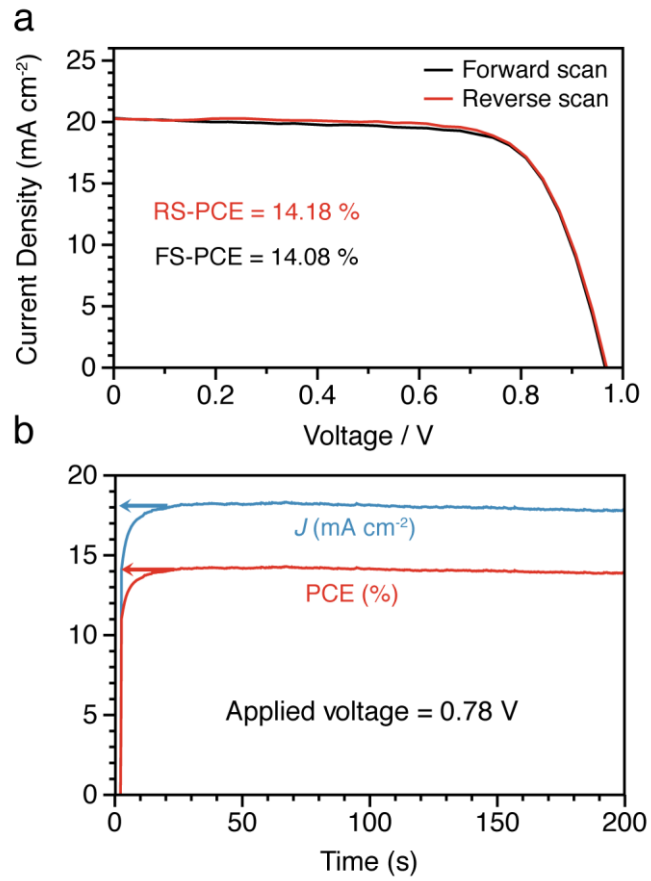 a
25
20
15
10
5
0
Current Density (mA cm⁻²)
Forward scan
Reverse scan
RS-PCE = 14.18 %
FS-PCE = 14.08 %
0 0.2 0.4 0.6 0.8 1.0
Voltage / V
b
20
15
10
5
0
J (mA cm⁻²)
PCE (%)
Applied voltage = 0.78 V
0 50 100 150 200
Time (s)